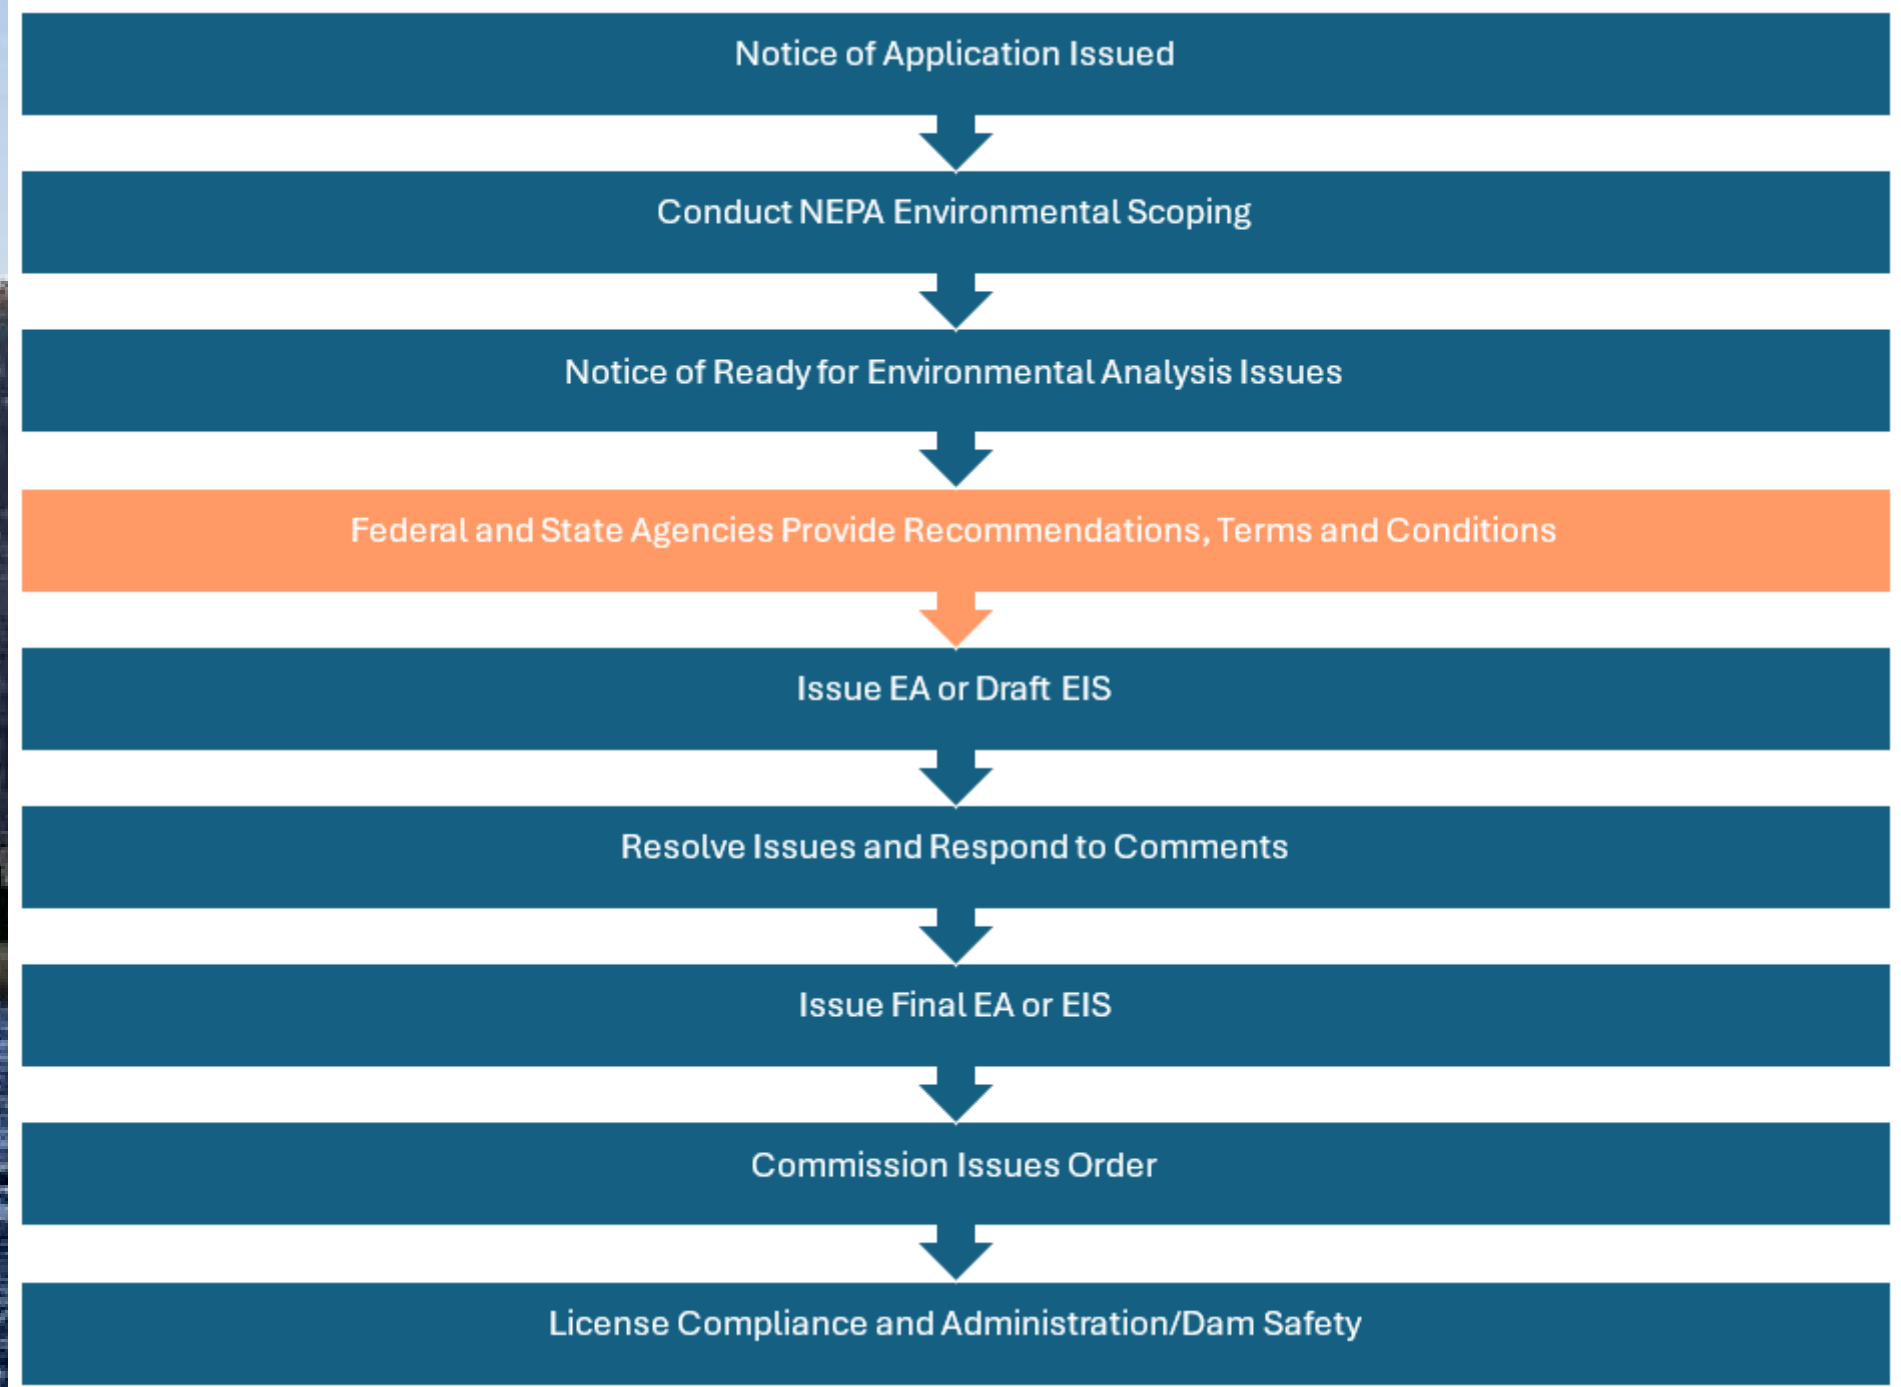 Notice of Application Issued
Conduct NEPA Environmental Scoping
Notice of Ready for Environmental Analysis Issues
Federal and State Agencies Provide Recommendations, Terms and Conditions
Issue EA or Draft EIS
Resolve Issues and Respond to Comments
Issue Final EA or EIS
Commission Issues Order
License Compliance and Administration/Dam Safety